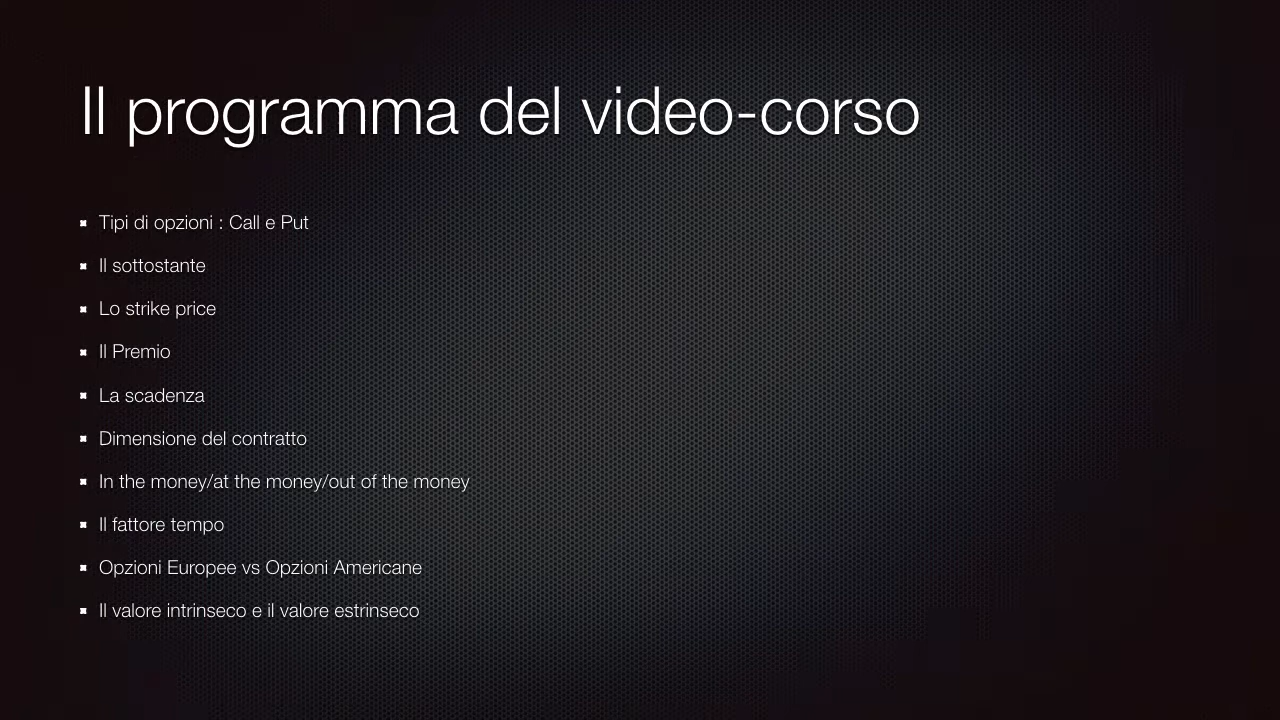 Il programma del video-corso
Tipi di opzioni : Call e Put
Il sottostante
Lo strike price
Il Premio
La scadenza
Dimensione del contratto
In the money/at the money/out of the money
Il fattore tempo
Opzioni Europee vs Opzioni Americane
Il valore intrinseco e il valore estrinseco